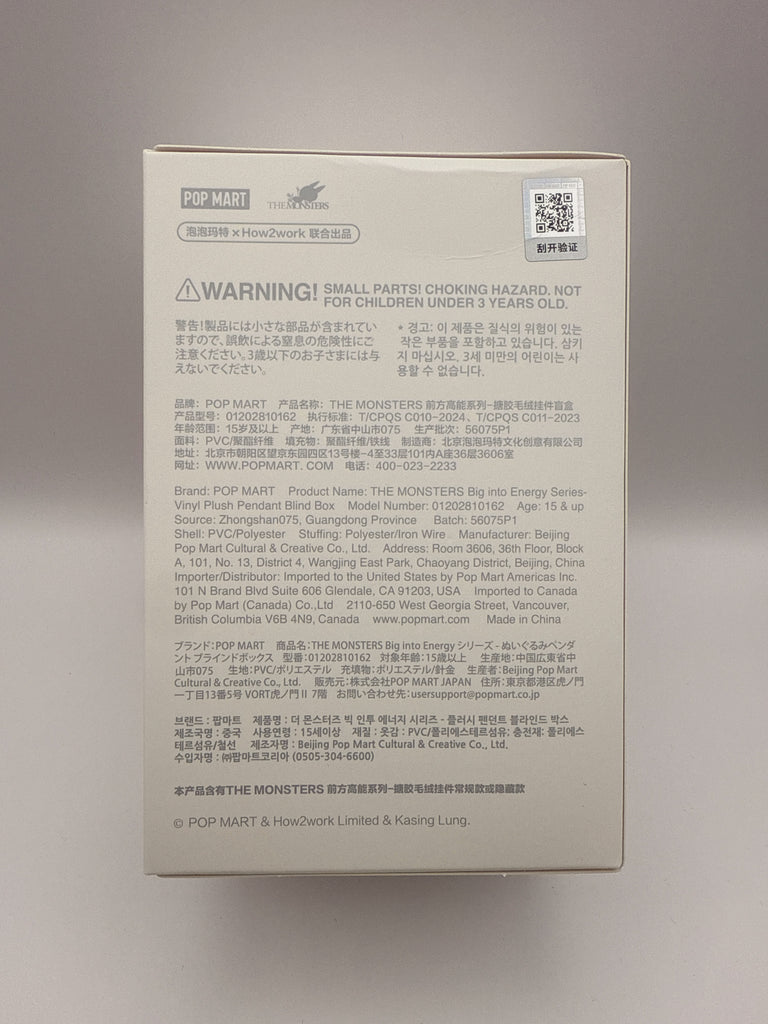 POP MART
THE MONSTERS
泡泡玛特×How2work 联合出品
刮开验证
WARNING! SMALL PARTS! CHOKING HAZARD. NOT
FOR CHILDREN UNDER 3 YEARS OLD.
警告!製品には小さな部品が含まれてい
ますので、誤飲による窒息の危険性にご
注意ください。3歳以下のお子さまには与
えないでください。
* 경고: 이 제품은 질식의 위험이 있는
작은 부품을 포함하고 있습니다. 삼키
지 마십시오. 3세 미만의 어린이는 사
용할 수 없습니다.
品牌: POP MART 产品名称: THE MONSTERS 前方高能系列-搪胶毛绒挂件盲盒
产品型号: 01202810162 执行标准: T/CPQS C010-2024、T/CPQS C011-2023
年龄范围: 15岁及以上 产地: 广东省中山市075 生产批次: 56075P1
面料: PVC/聚酯纤维 填充物: 聚酯纤维/铁线 制造商: 北京泡泡玛特文化创意有限公司
地址: 北京市朝阳区望京东园四区13号楼-4至33层101内A座36层3606室
网址: WWW.POPMART. COM 电话: 400-023-2233
Brand: POP MART Product Name: THE MONSTERS Big into Energy Series-
Vinyl Plush Pendant Blind Box Model Number: 01202810162 Age: 15 & up
Source: Zhongshan075, Guangdong Province Batch: 56075P1
Shell: PVC/Polyester Stuffing: Polyester/Iron Wire Manufacturer: Beijing
Pop Mart Cultural & Creative Co., Ltd. Address: Room 3606, 36th Floor, Block
A, 101, No. 13, District 4, Wangjing East Park, Chaoyang District, Beijing, China
Importer/Distributor: Imported to the United States by Pop Mart Americas Inc.
101 N Brand Blvd Suite 606 Glendale, CA 91203, USA Imported to Canada
by Pop Mart (Canada) Co.,Ltd 2110-650 West Georgia Street, Vancouver,
British Columbia V6B 4N9, Canada www.popmart.com Made in China
ブランド:POP MART 商品名:THE MONSTERS Big into Energy シリーズ - ぬいぐるみペンダ
ント ブラインドボックス 型番:01202810162 対象年齢:15歳以上 生産地:中国広東省中
山市075 生地:PVC/ポリエステル 充填物:ポリエステル/針金 生産者:Beijing Pop Mart
Cultural & Creative Co., Ltd. 販売元:株式会社POP MART JAPAN 住所:東京都港区虎ノ門
一丁目13番5号 VORT虎ノ門Ⅱ 7階 お問い合わせ先:usersupport@popmart.co.jp
브랜드 : 팝마트 제품명 : 더 몬스터즈 빅 인투 에너지 시리즈 - 플러시 펜던트 블라인드 박스
제조국명 : 중국 사용연령 : 15세이상 재질 : 옷감 : PVC/폴리에스테르섬유; 충전재: 폴리에스
테르섬유/철선 제조자명 : Beijing Pop Mart Cultural & Creative Co., Ltd.
수입자명 : ㈜팝마트코리아 (0505-304-6600)
本产品含有THE MONSTERS 前方高能系列-搪胶毛绒挂件常规款或隐藏款
© POP MART & How2work Limited & Kasing Lung.